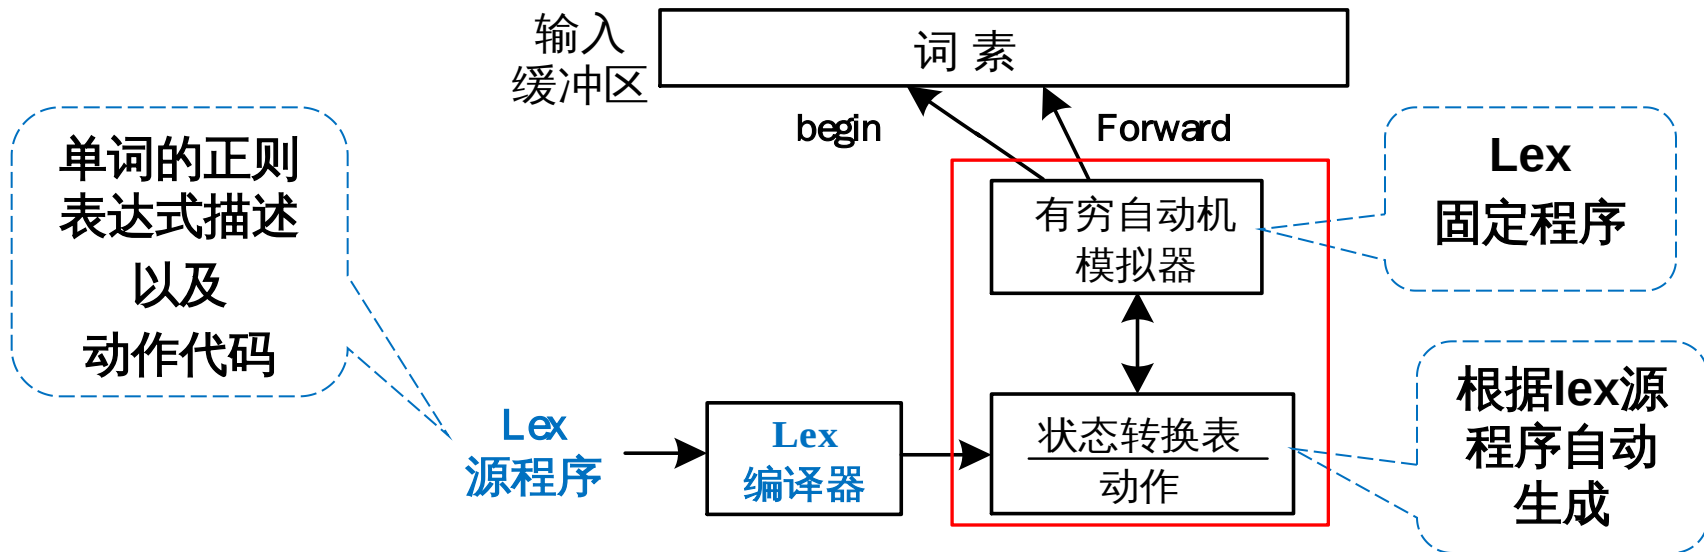 输入
缓冲区
词 素
begin
Forward
单词的正则
表达式描述
以及
动作代码
有穷自动机
模拟器
Lex
固定程序
Lex
源程序
Lex
编译器
状态转换表
动作
根据lex源
程序自动
生成